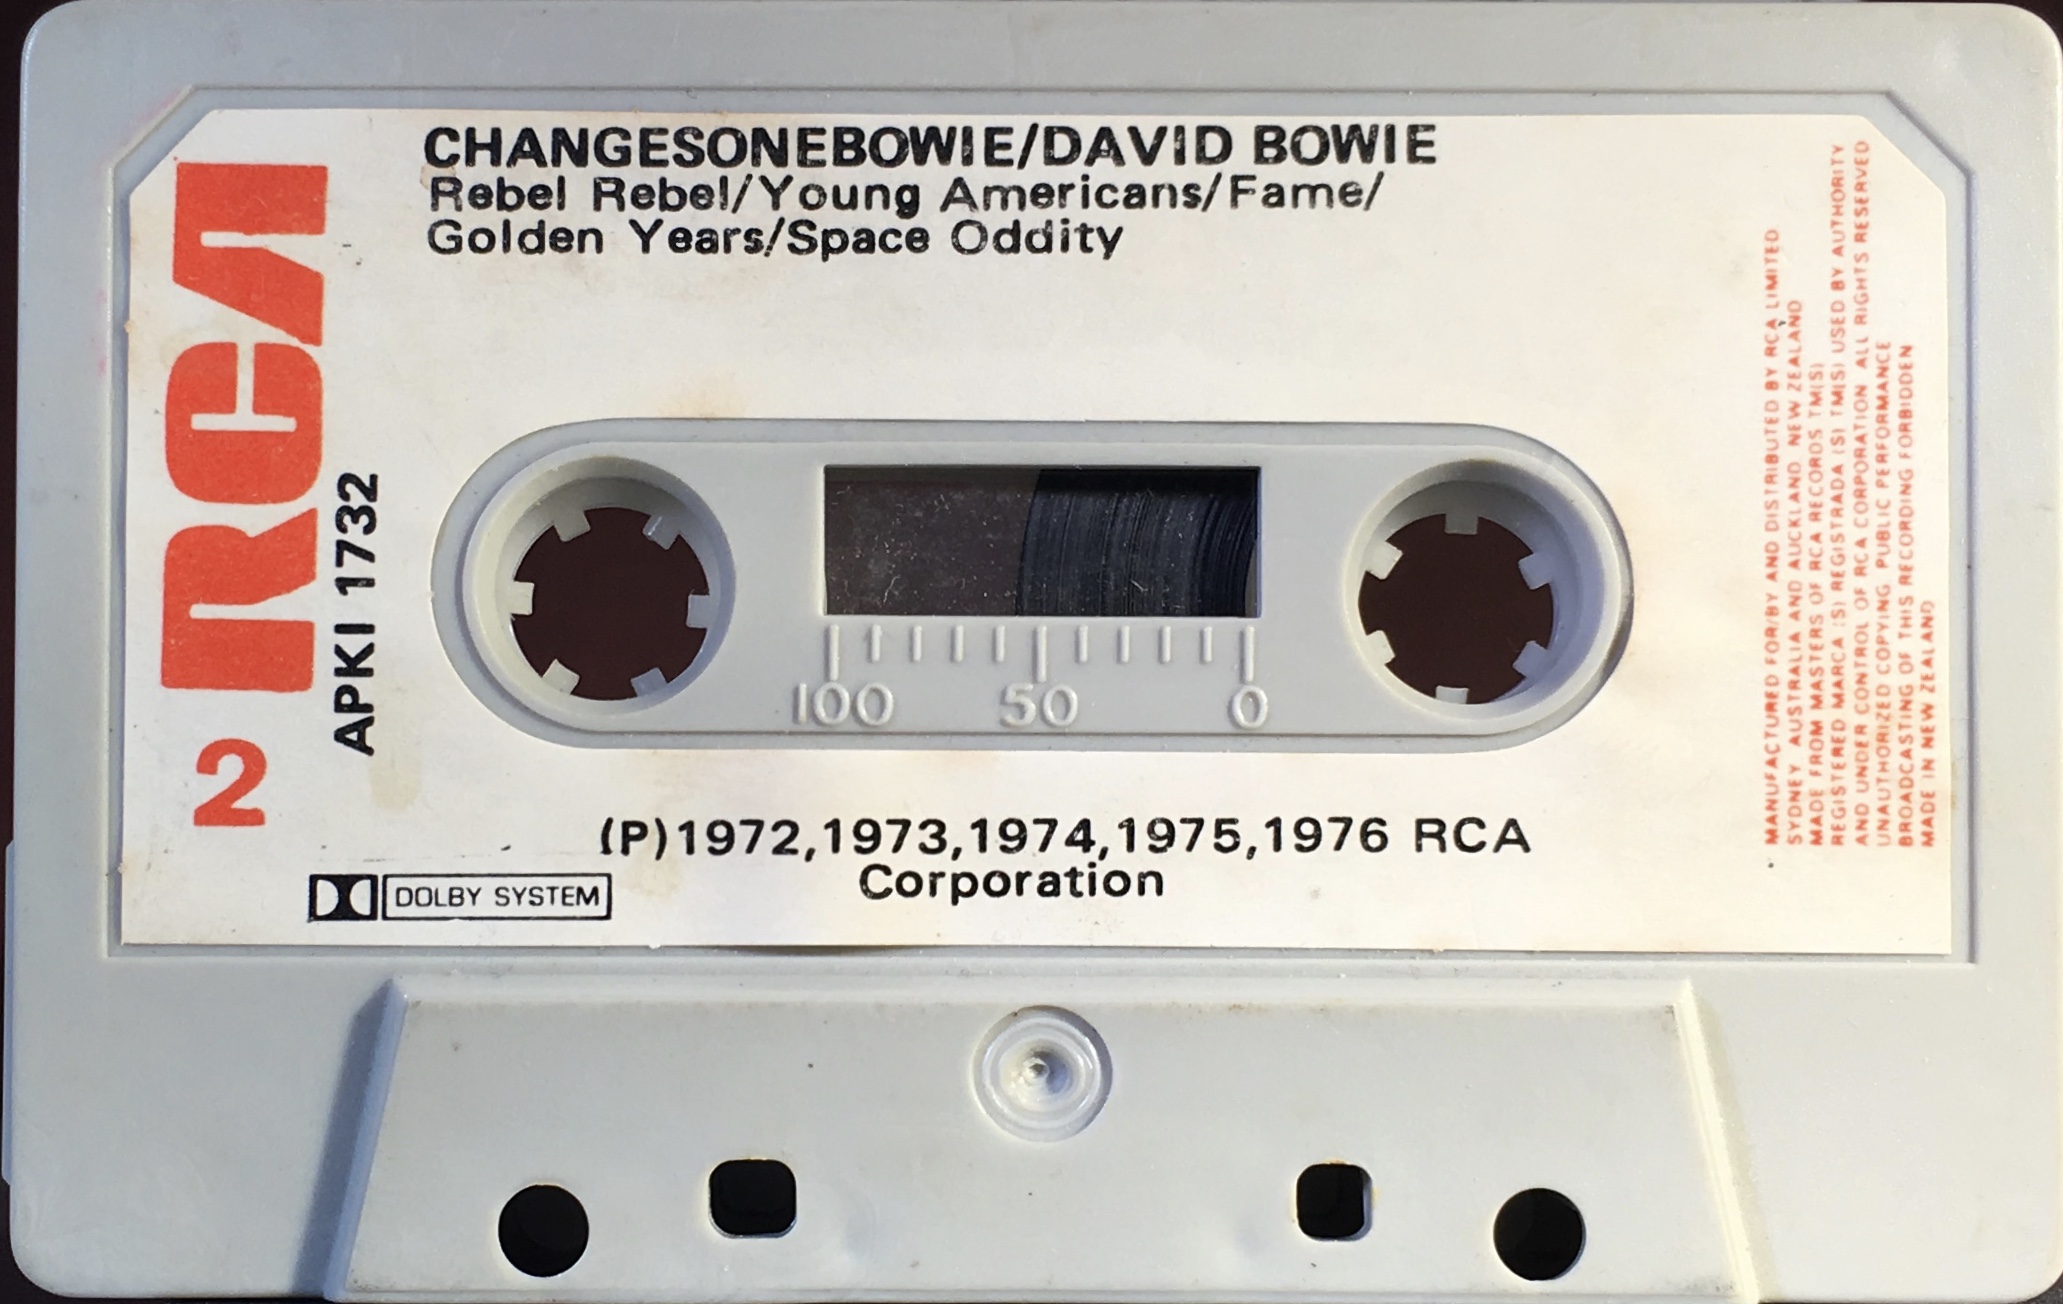 CHANGESONEBOWIE/DAVID BOWIE
Rebel Rebel/Young Americans/Fame/
Golden Years/Space Oddity
RCA
APKI 1732
2
100 50 0
(P)1972,1973,1974,1975,1976 RCA
Corporation
DOLBY SYSTEM
MANUFACTURED FOR/BY AND DISTRIBUTED BY RCA LIMITED
SYDNEY AUSTRALIA AND AUCKLAND NEW ZEALAND
MADE FROM MASTERS OF RCA RECORDS TM(S)
REGISTERED MARCA (S) REGISTRADA (S) TM(S) USED BY AUTHORITY
AND UNDER CONTROL OF RCA CORPORATION ALL RIGHTS RESERVED
UNAUTHORIZED COPYING PUBLIC PERFORMANCE
BROADCASTING OF THIS RECORDING FORBIDDEN
MADE IN NEW ZEALAND